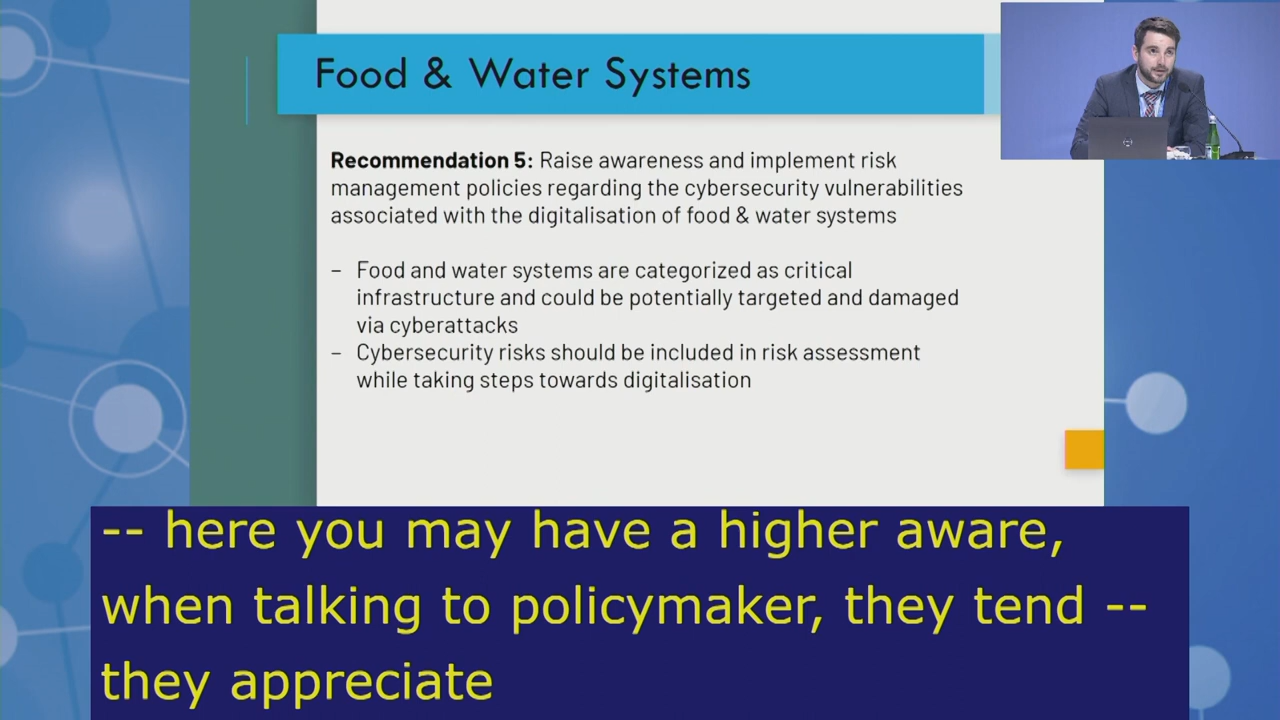 Food & Water Systems
Recommendation 5: Raise awareness and implement risk
management policies regarding the cybersecurity vulnerabilities
associated with the digitalisation of food & water systems
– Food and water systems are categorized as critical
infrastructure and could be potentially targeted and damaged
via cyberattacks
– Cybersecurity risks should be included in risk assessment
while taking steps towards digitalisation
-- here you may have a higher aware,
when talking to policymaker, they tend --
they appreciate